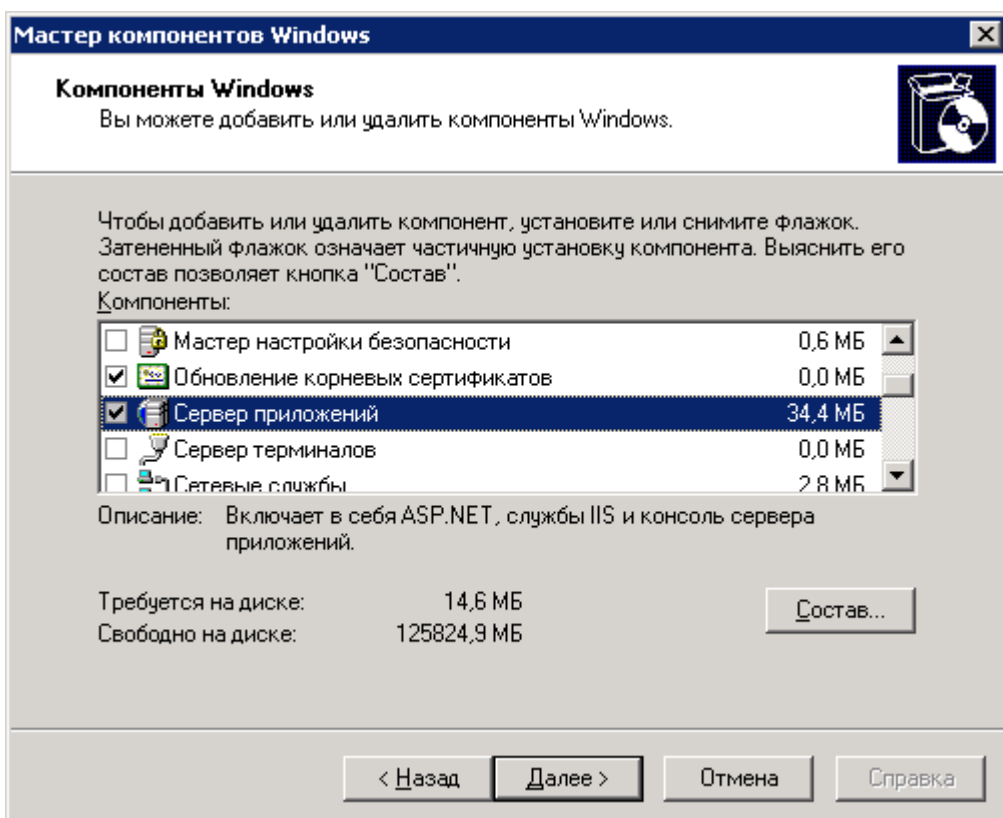 Мастер компонентов Windows
Компоненты Windows
Вы можете добавить или удалить компоненты Windows.
Чтобы добавить или удалить компонент, установите или снимите флажок.
Затененный флажок означает частичную установку компонента. Выяснить его
состав позволяет кнопка "Состав".
Компоненты:
Мастер настройки безопасности 0,6 МБ
Обновление корневых сертификатов 0,0 МБ
Сервер приложений 34,4 МБ
Сервер терминалов 0,0 МБ
Сетевые службы 2,8 МБ
Описание: Включает в себя ASP.NET, службы IIS и консоль сервера
приложений.
Требуется на диске: 14,6 МБ
Свободно на диске: 125824,9 МБ
Состав...
< Назад Далее > Отмена Справка